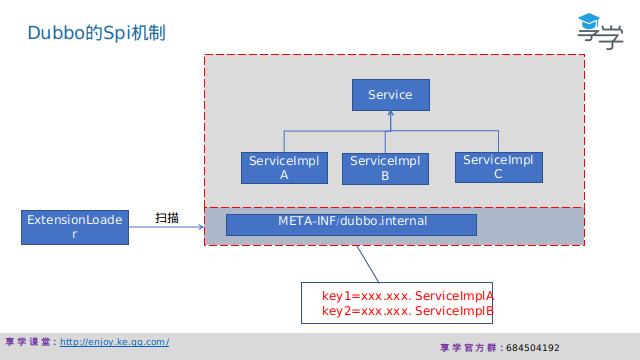 Dubbo的Spi机制
享学
Service
ServiceImpl
A
ServiceImpl
B
ServiceImpl
C
ExtensionLoade
r
扫描
META-INF/dubbo.internal
key1=xxx.xxx. ServiceImplA
key2=xxx.xxx. ServiceImplB
享学课堂：http://enjoy.ke.qq.com/
享学官方群：684504192